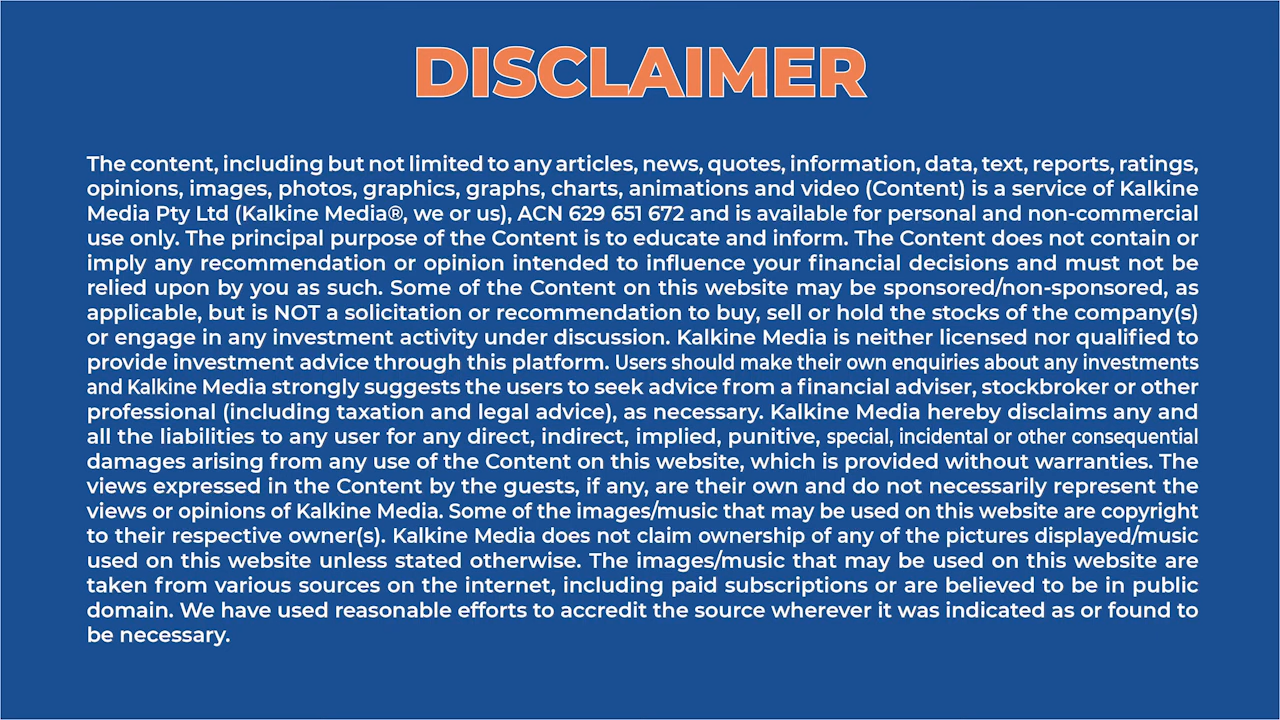 DISCLAIMER
The content, including but not limited to any articles, news, quotes, information, data, text, reports, ratings,
opinions, images, photos, graphics, graphs, charts, animations and video (Content) is a service of Kalkine
Media Pty Ltd (Kalkine Media®, we or us), ACN 629 651 672 and is available for personal and non-commercial
use only. The principal purpose of the Content is to educate and inform. The Content does not contain or
imply any recommendation or opinion intended to influence your financial decisions and must not be
relied upon by you as such. Some of the Content on this website may be sponsored/non-sponsored, as
applicable, but is NOT a solicitation or recommendation to buy, sell or hold the stocks of the company(s)
or engage in any investment activity under discussion. Kalkine Media is neither licensed nor qualified to
provide investment advice through this platform. Users should make their own enquiries about any investments
and Kalkine Media strongly suggests the users to seek advice from a financial adviser, stockbroker or other
professional (including taxation and legal advice), as necessary. Kalkine Media hereby disclaims any and
all the liabilities to any user for any direct, indirect, implied, punitive, special, incidental or other consequential
damages arising from any use of the Content on this website, which is provided without warranties. The
views expressed in the Content by the guests, if any, are their own and do not necessarily represent the
views or opinions of Kalkine Media. Some of the images/music that may be used on this website are copyright
to their respective owner(s). Kalkine Media does not claim ownership of any of the pictures displayed/music
used on this website unless stated otherwise. The images/music that may be used on this website are
taken from various sources on the internet, including paid subscriptions or are believed to be in public
domain. We have used reasonable efforts to accredit the source wherever it was indicated as or found to
be necessary.